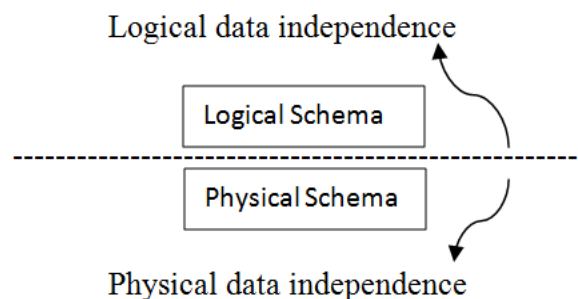 Logical data independence
Logical Schema
Physical Schema
Physical data independence